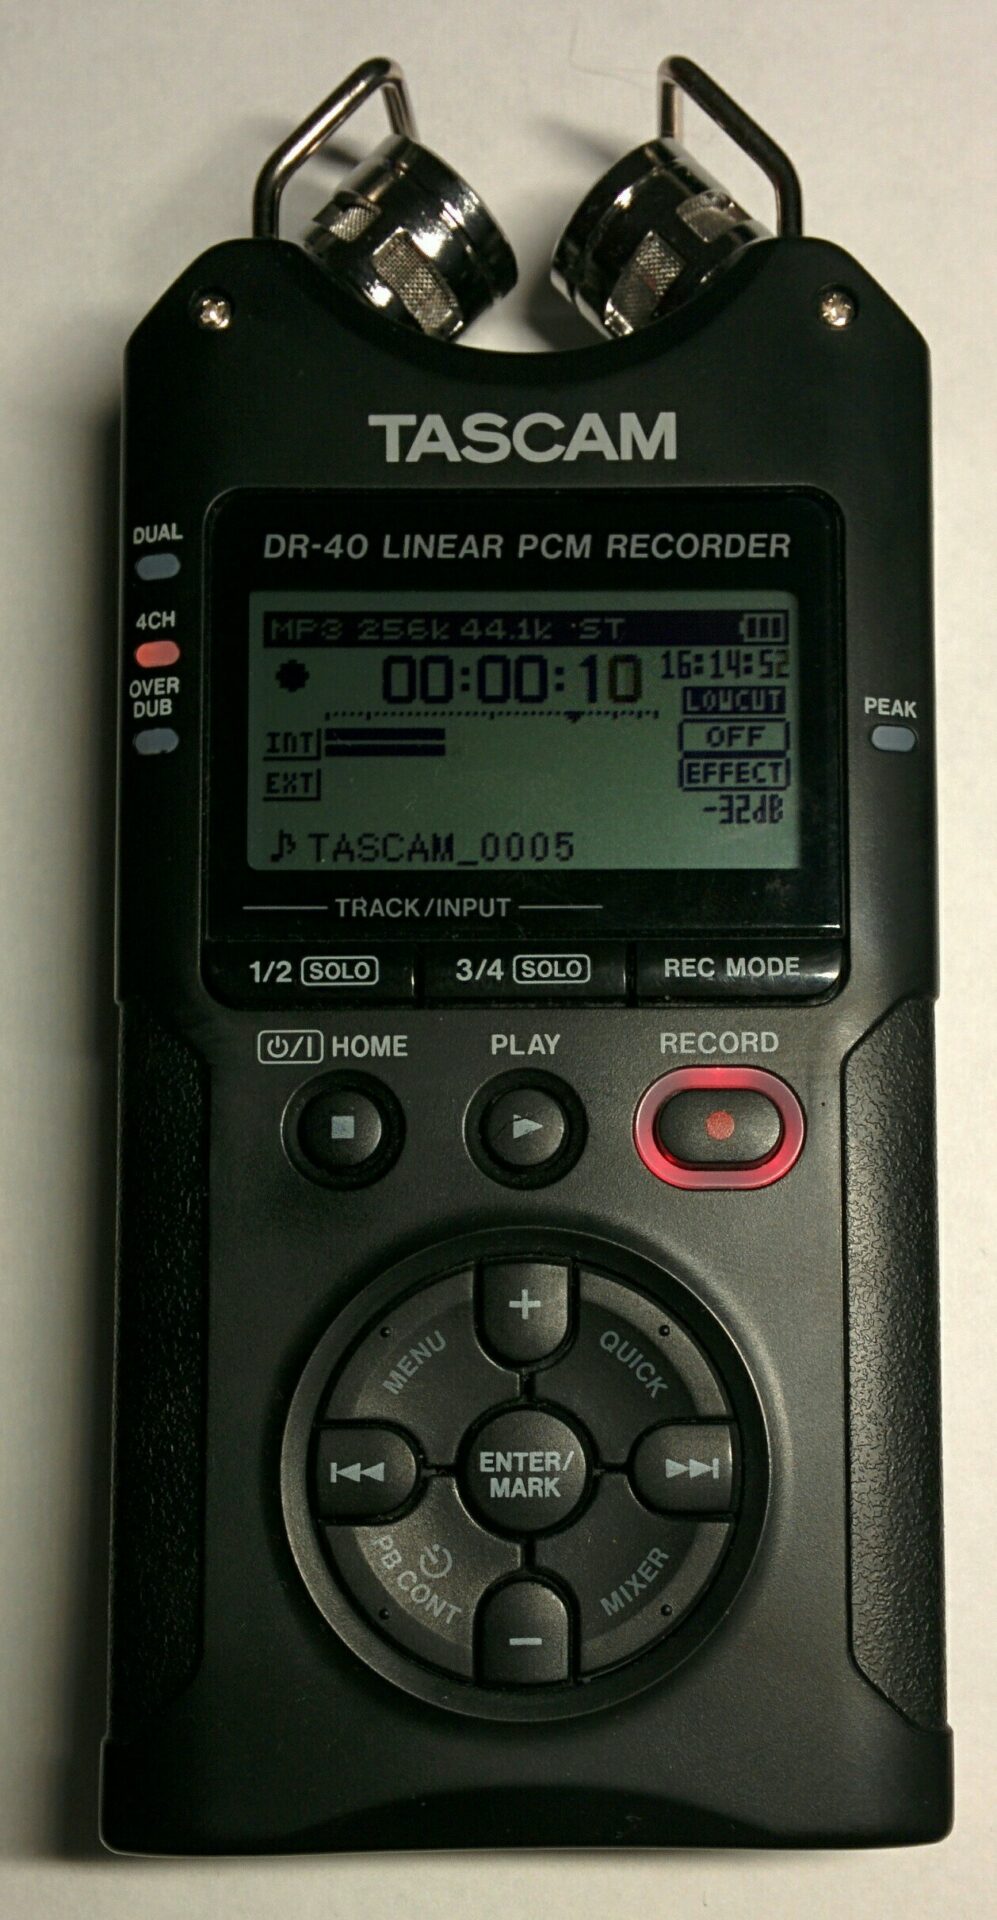 TASCAM
DR-40 LINEAR PCM RECORDER
DUAL
4CH
OVER
DUB
PEAK
MP3 256k 44.1k ST
00:00:10
16:14:52
LOWCUT
INT
OFF
EXT
EFFECT
-32dB
TASCAM_0005
TRACK/INPUT
1/2 SOLO
3/4 SOLO
REC MODE
⏻/I HOME
PLAY
RECORD
+
MENU
QUICK
ENTER/
MARK
PB CONT
MIXER
−